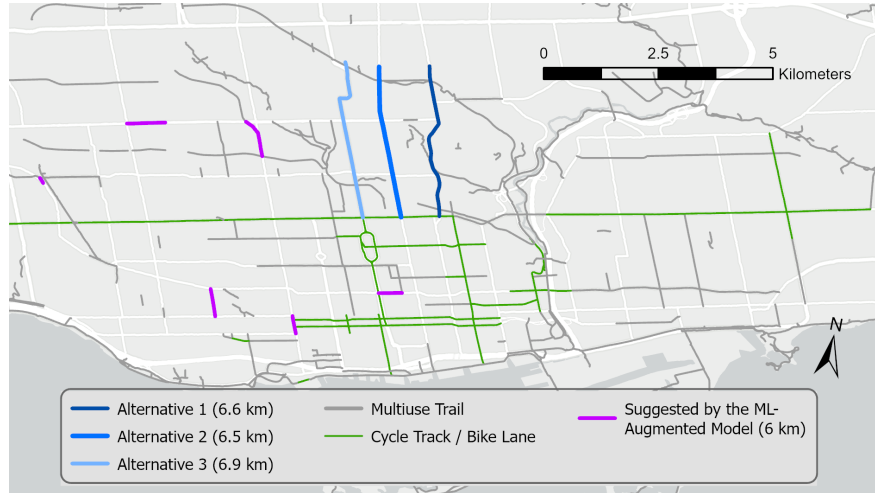 0 2.5 5
Kilometers
N
Alternative 1 (6.6 km)
Alternative 2 (6.5 km)
Alternative 3 (6.9 km)
Multiuse Trail
Cycle Track / Bike Lane
Suggested by the ML-
Augmented Model (6 km)